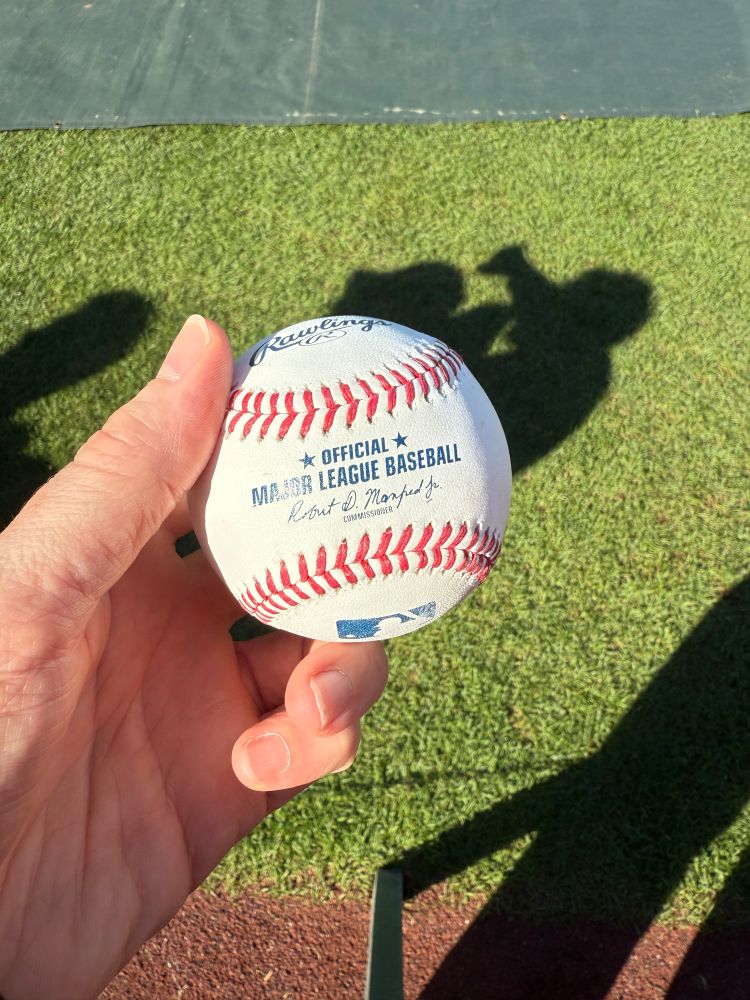 Rawlings
R
★ OFFICIAL ★
MAJOR LEAGUE BASEBALL
Robert D. Manfred Jr.
COMMISSIONER